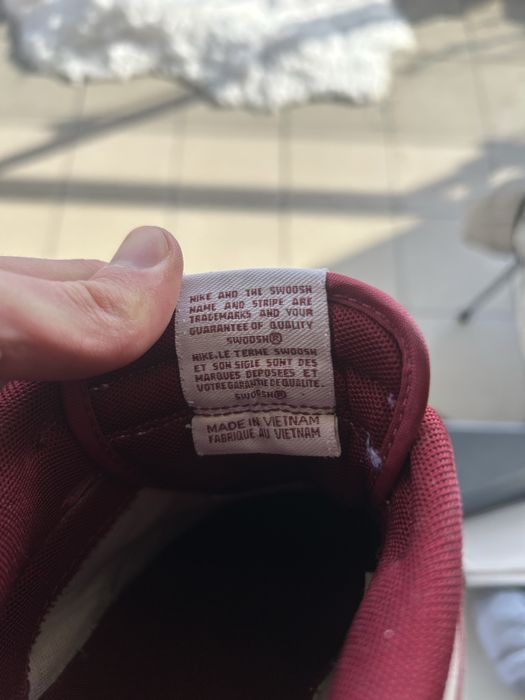 NIKE AND THE SWOOSH
NAME AND STRIPE ARE
TRADEMARKS AND YOUR
GUARANTEE OF QUALITY
SWOOSH®
NIKE.LE TERME SWOOSH
ET SON SIGLE SONT DES
MARQUES DEPOSEES ET
VOTRE GARANTIE DE QUALITE.
SWOOSH®
MADE IN VIETNAM
FABRIQUE AU VIETNAM